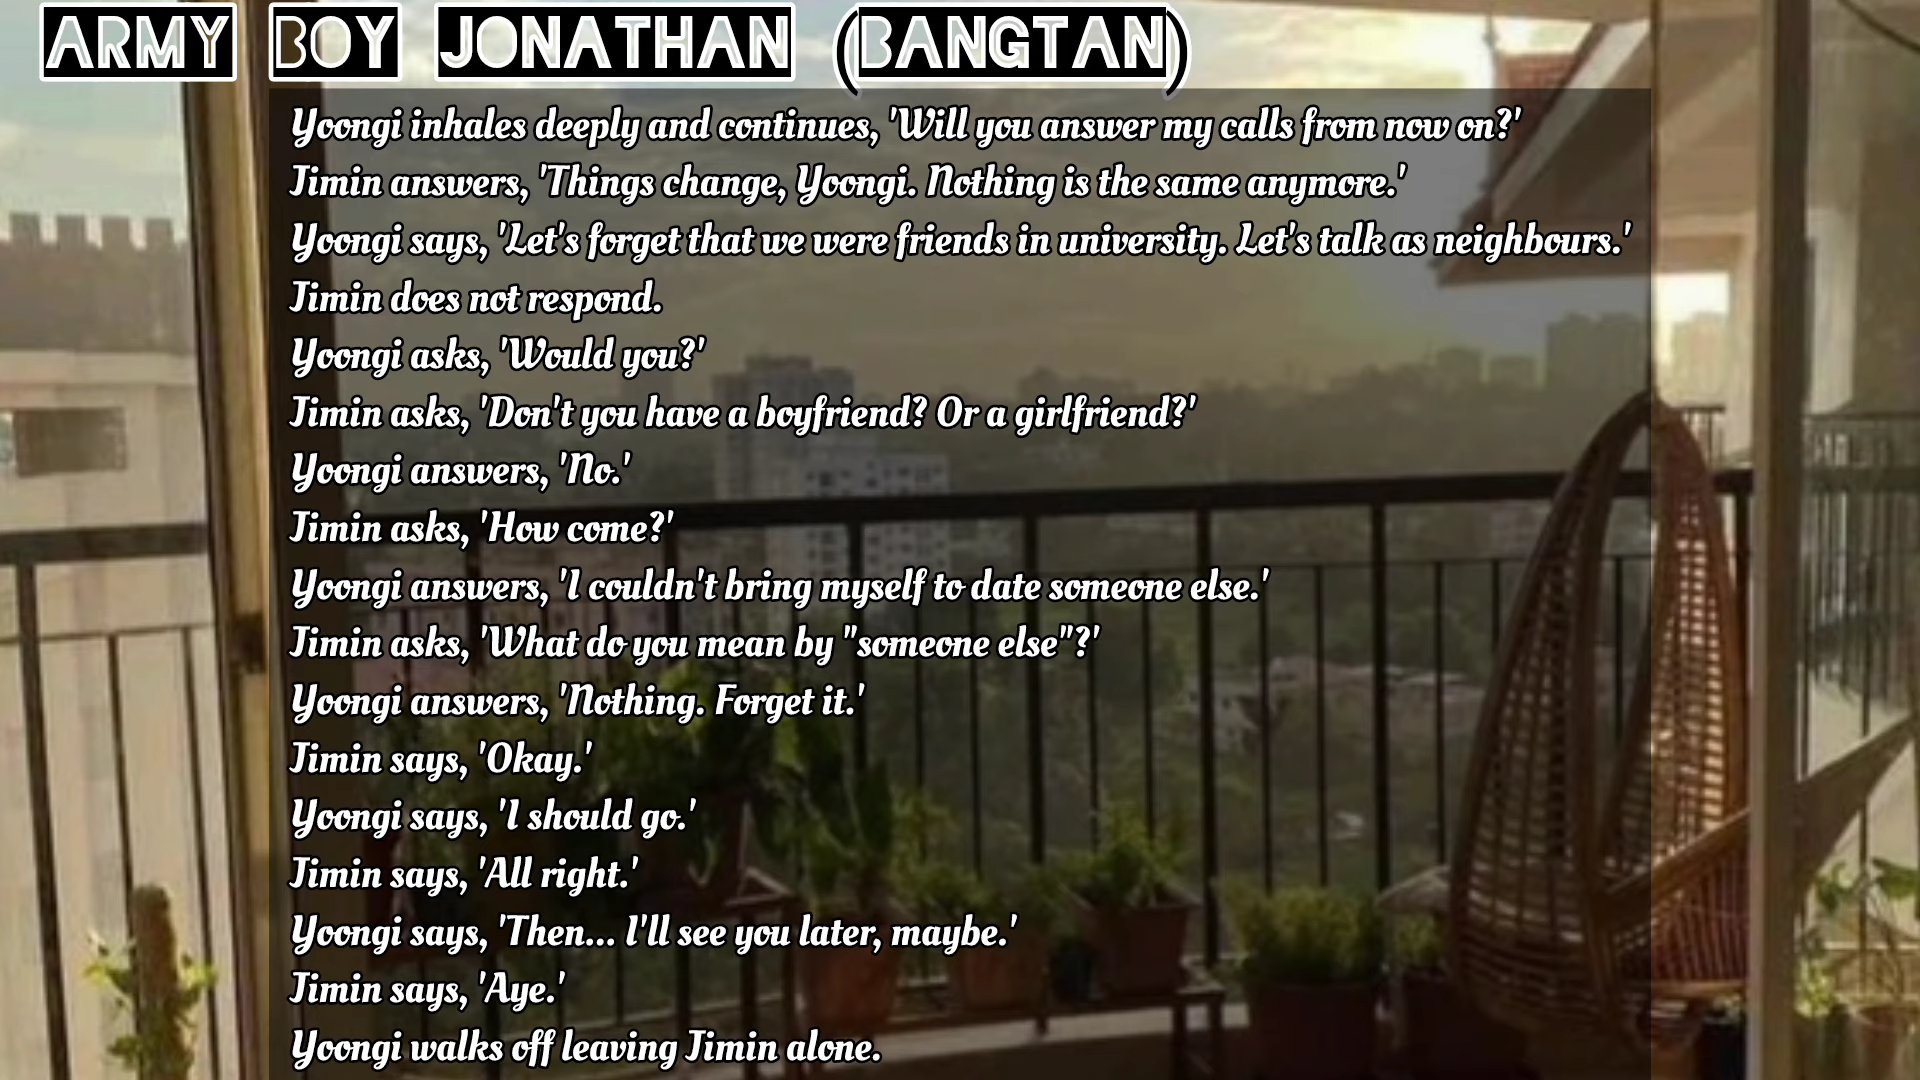 ARMY BOY JONATHAN (BANGTAN)
Yoongi inhales deeply and continues, 'Will you answer my calls from now on?'
Jimin answers, 'Things change, Yoongi. Nothing is the same anymore.'
Yoongi says, 'Let's forget that we were friends in university. Let's talk as neighbours.'
Jimin does not respond.
Yoongi asks, 'Would you?'
Jimin asks, 'Don't you have a boyfriend? Or a girlfriend?'
Yoongi answers, 'No.'
Jimin asks, 'How come?'
Yoongi answers, 'I couldn't bring myself to date someone else.'
Jimin asks, 'What do you mean by "someone else"?'
Yoongi answers, 'Nothing. Forget it.'
Jimin says, 'Okay.'
Yoongi says, 'I should go.'
Jimin says, 'All right.'
Yoongi says, 'Then... I'll see you later, maybe.'
Jimin says, 'Aye.'
Yoongi walks off leaving Jimin alone.